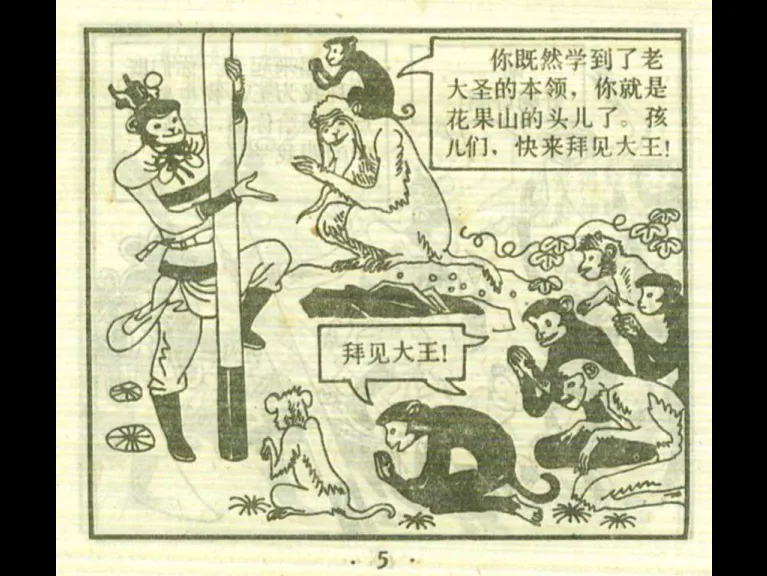 你既然学到了老
大圣的本领，你就是
花果山的头儿了。孩
儿们、快来拜见大王！
拜见大王！
· 5 ·